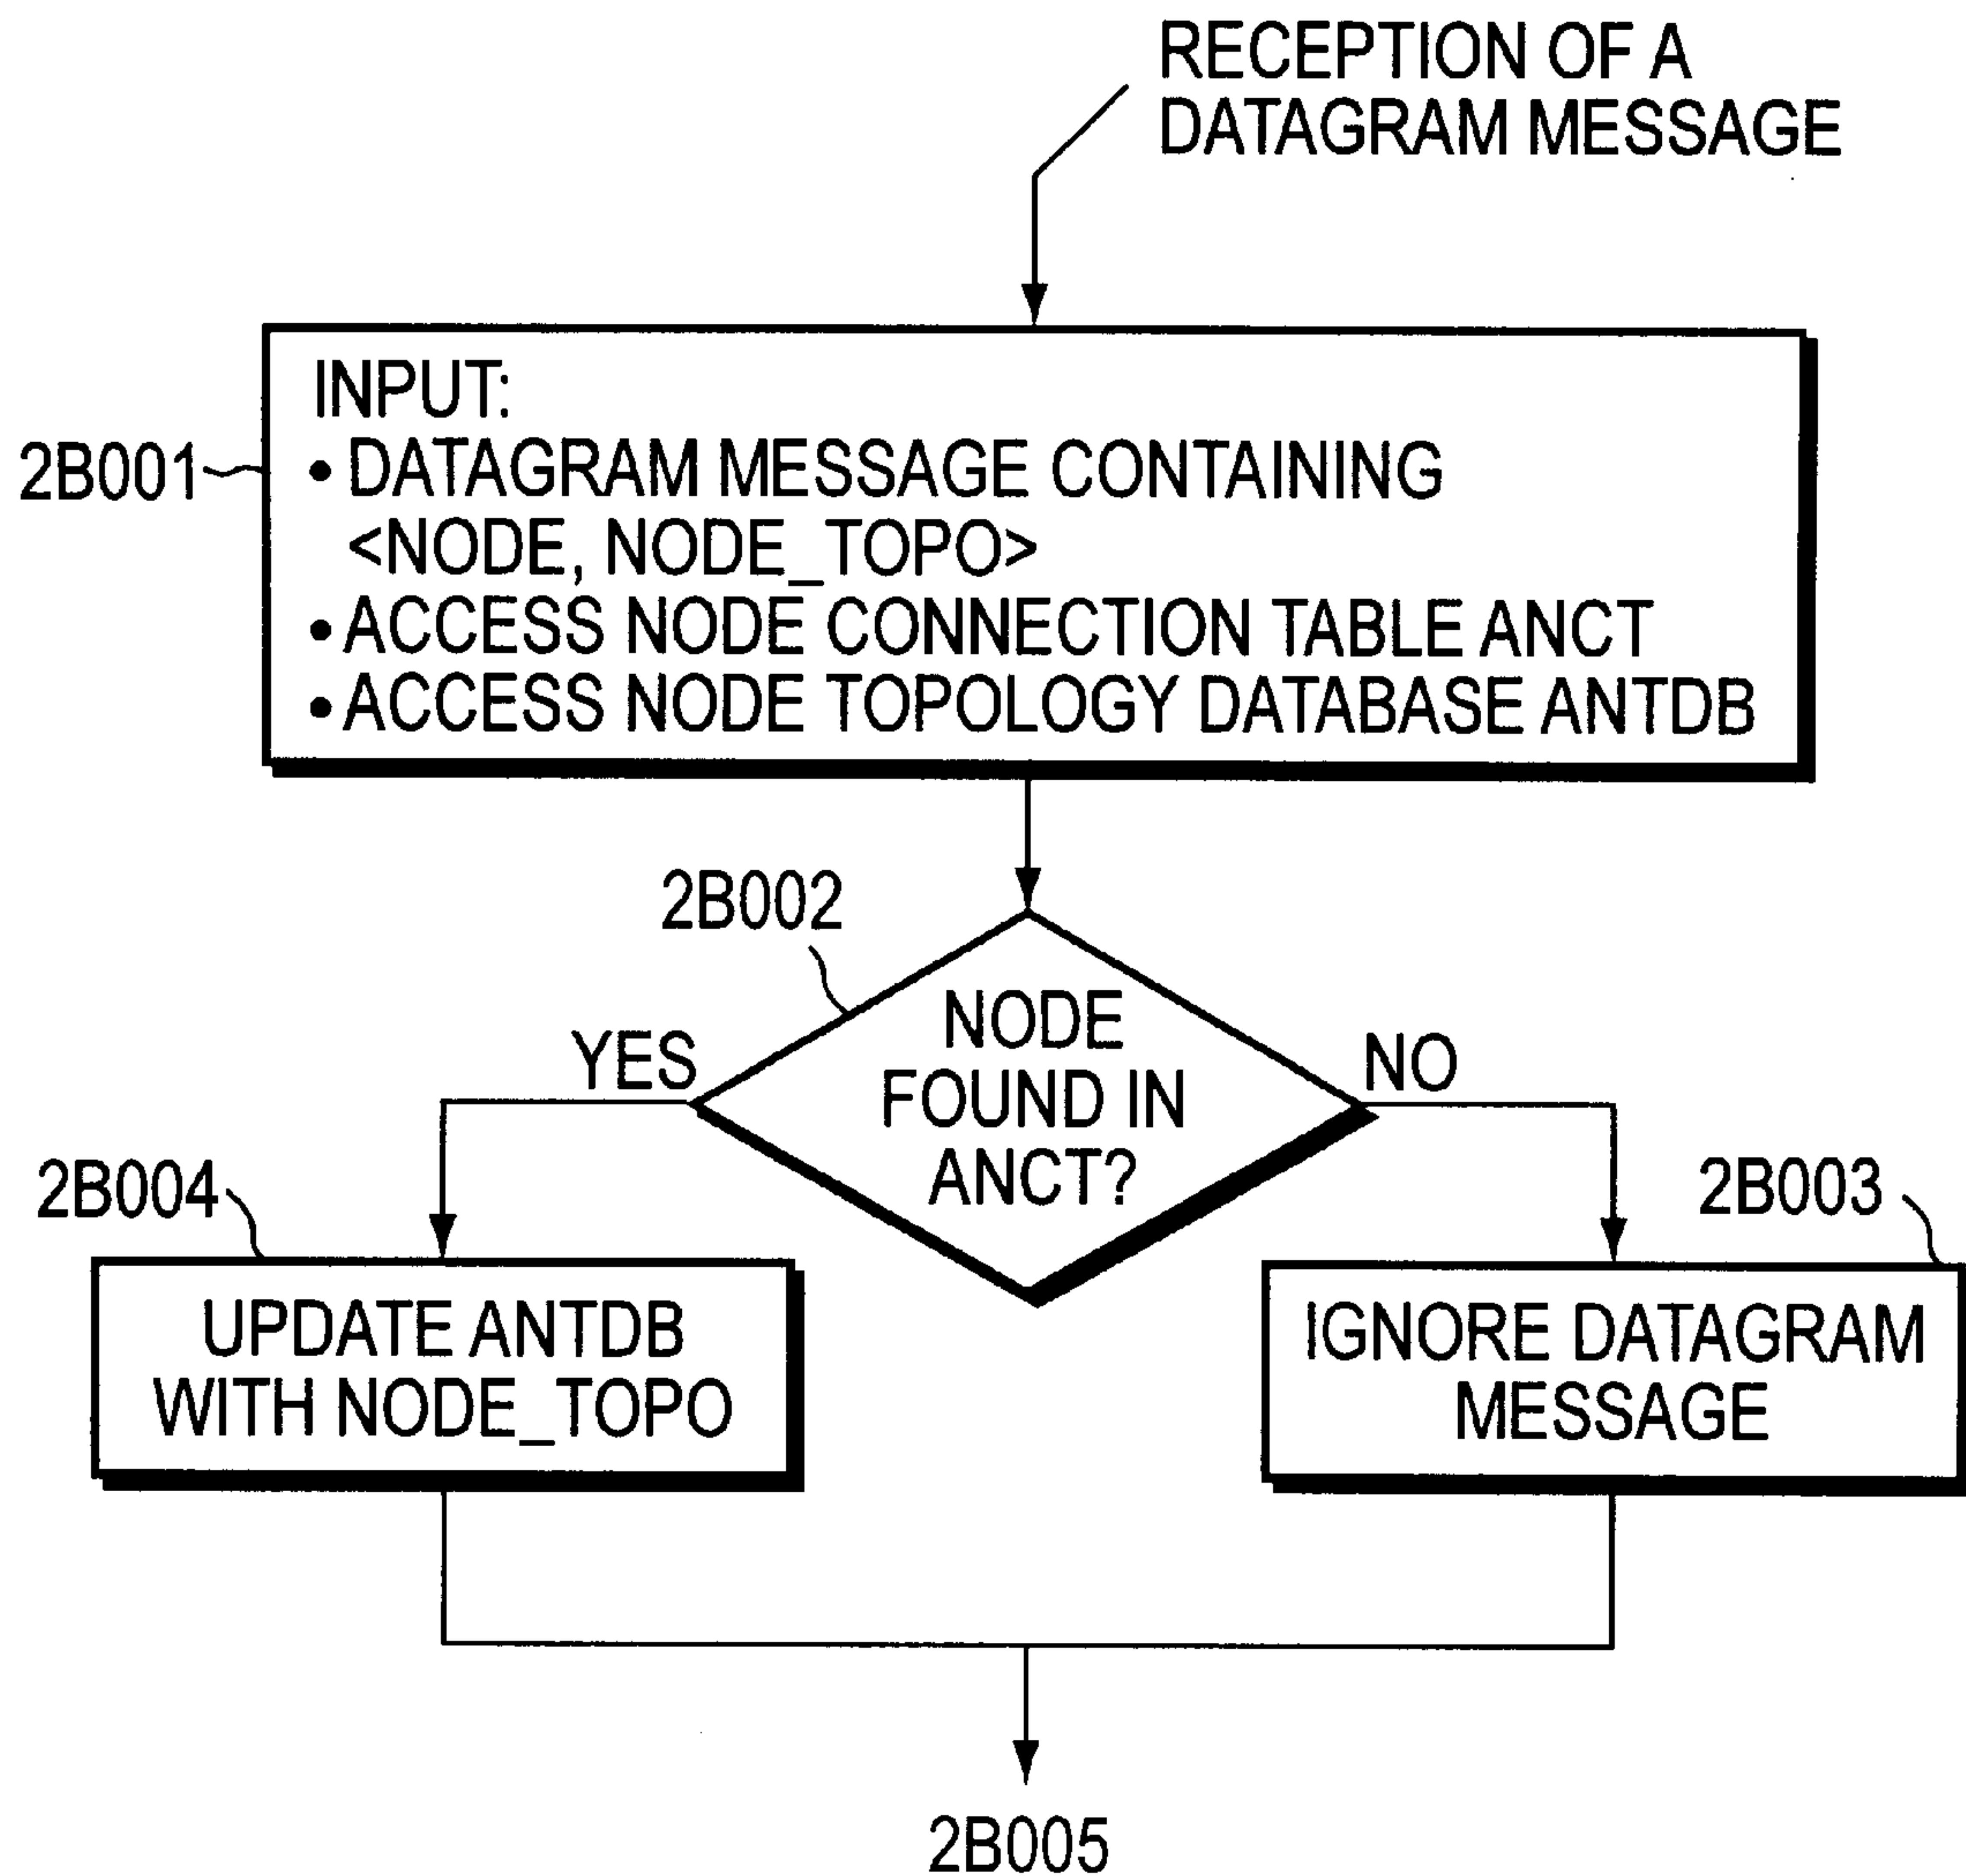 RECEPTION OF A
DATAGRAM MESSAGE
INPUT:
2B001
• DATAGRAM MESSAGE CONTAINING
<NODE, NODE_TOPO>
• ACCESS NODE CONNECTION TABLE ANCT
• ACCESS NODE TOPOLOGY DATABASE ANTDB
2B002
NODE
FOUND IN
ANCT?
YES
NO
2B004
UPDATE ANTDB
WITH NODE_TOPO
2B003
IGNORE DATAGRAM
MESSAGE
2B005